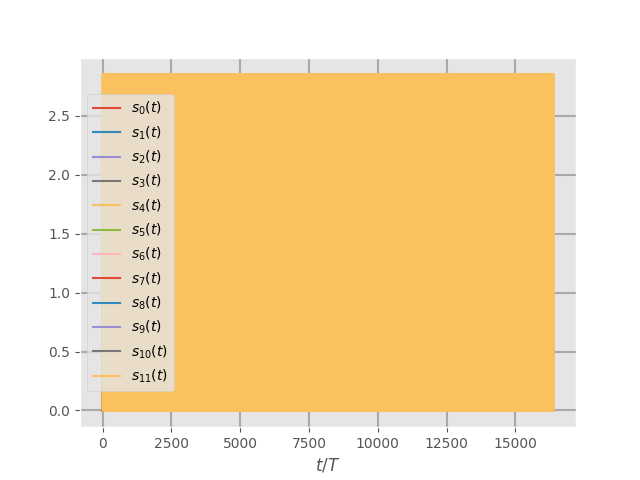 2.5
2.0
1.5
1.0
0.5
0.0
s₀(t)
s₁(t)
s₂(t)
s₃(t)
s₄(t)
s₅(t)
s₆(t)
s₇(t)
s₈(t)
s₉(t)
s₁₀(t)
s₁₁(t)
0 2500 5000 7500 10000 12500 15000
t/T